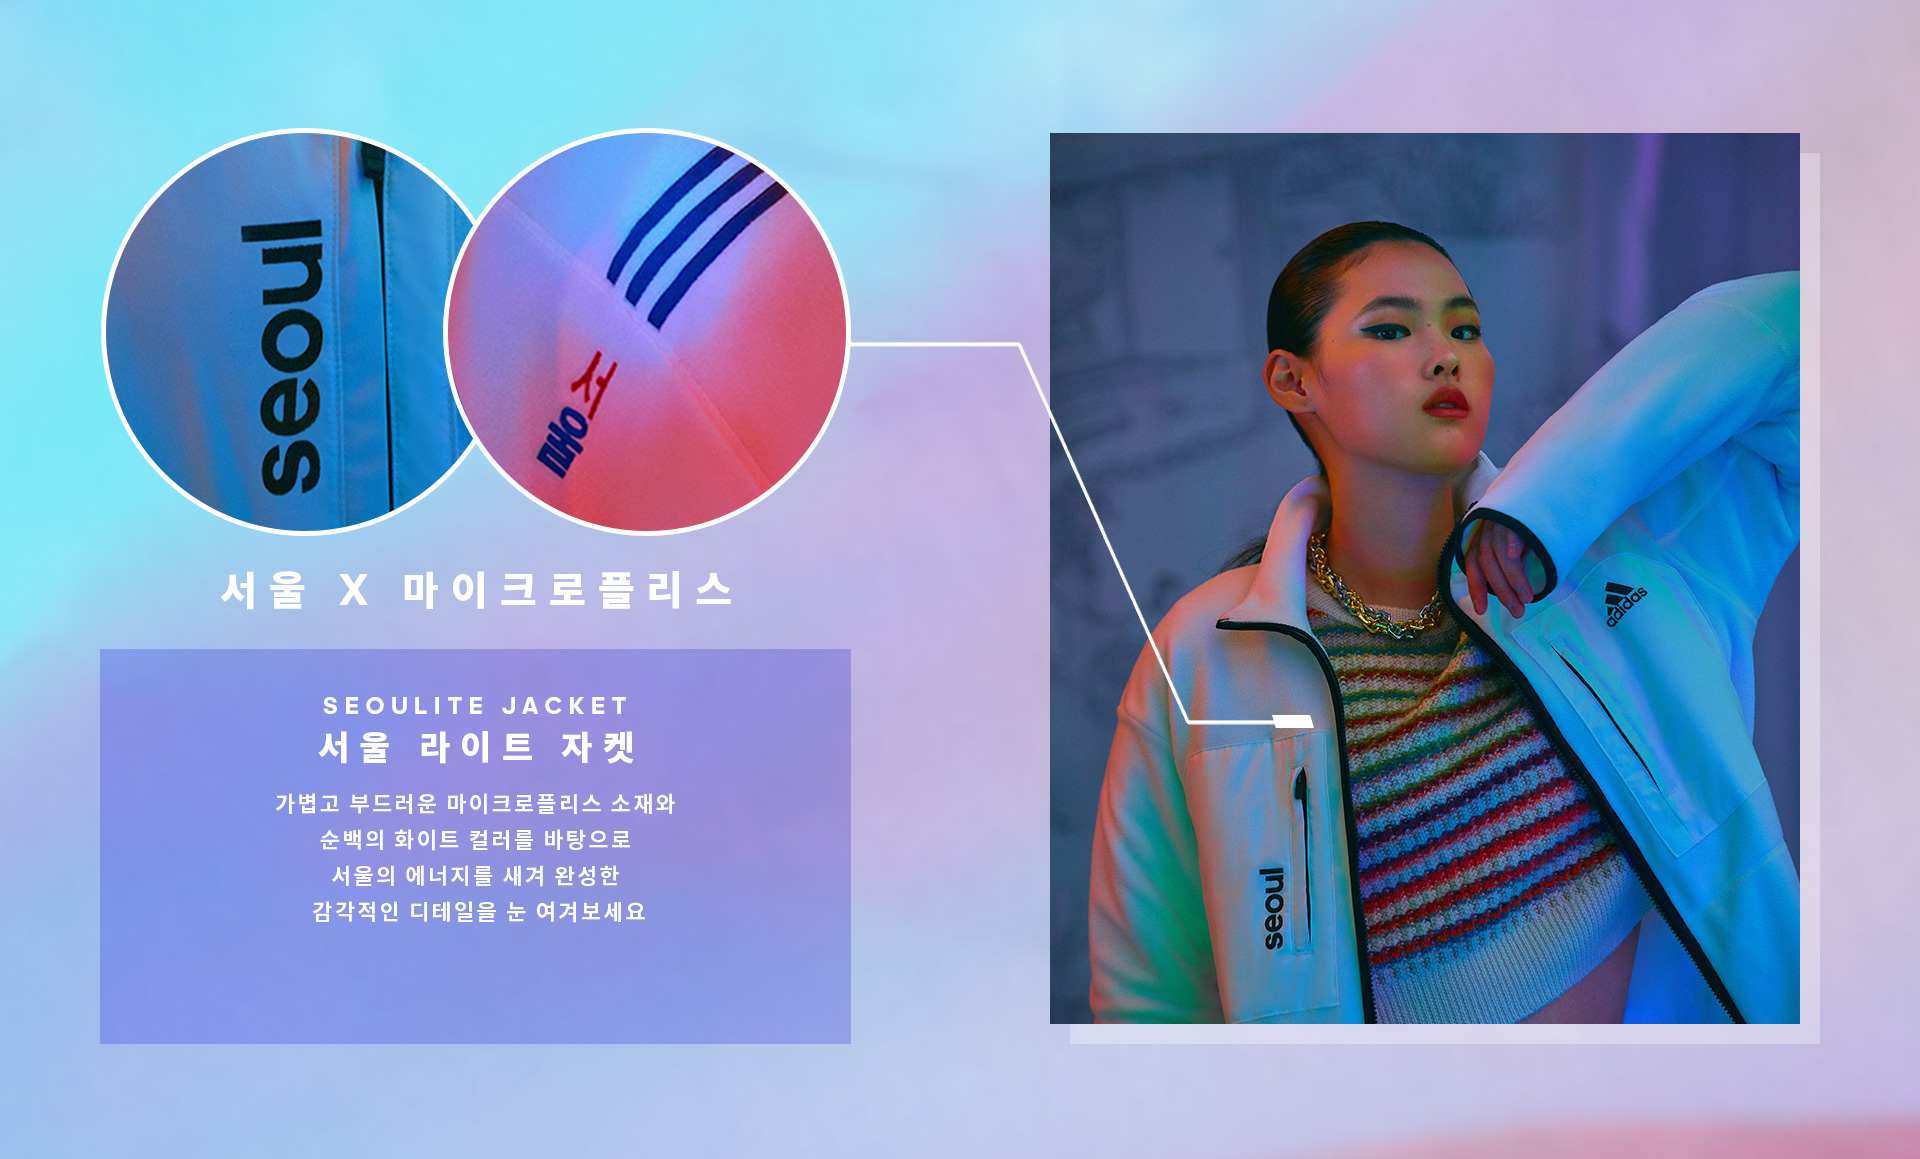 seoul
서울
서울 X 마이크로플리스
SEOULITE JACKET
서울 라이트 자켓
가볍고 부드러운 마이크로플리스 소재와
순백의 화이트 컬러를 바탕으로
서울의 에너지를 새겨 완성한
감각적인 디테일을 눈 여겨보세요
adidas
seoul